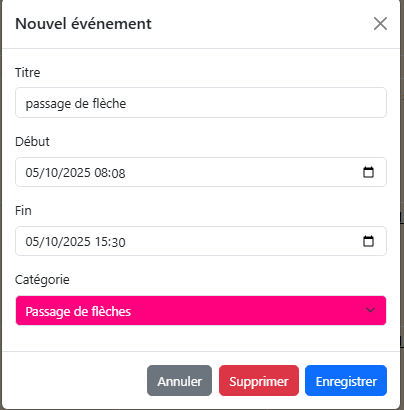 Nouvel événement
Titre
passage de flèche
Début
05/10/2025 08:08
Fin
05/10/2025 15:30
Catégorie
Passage de flèches
Annuler Supprimer Enregistrer